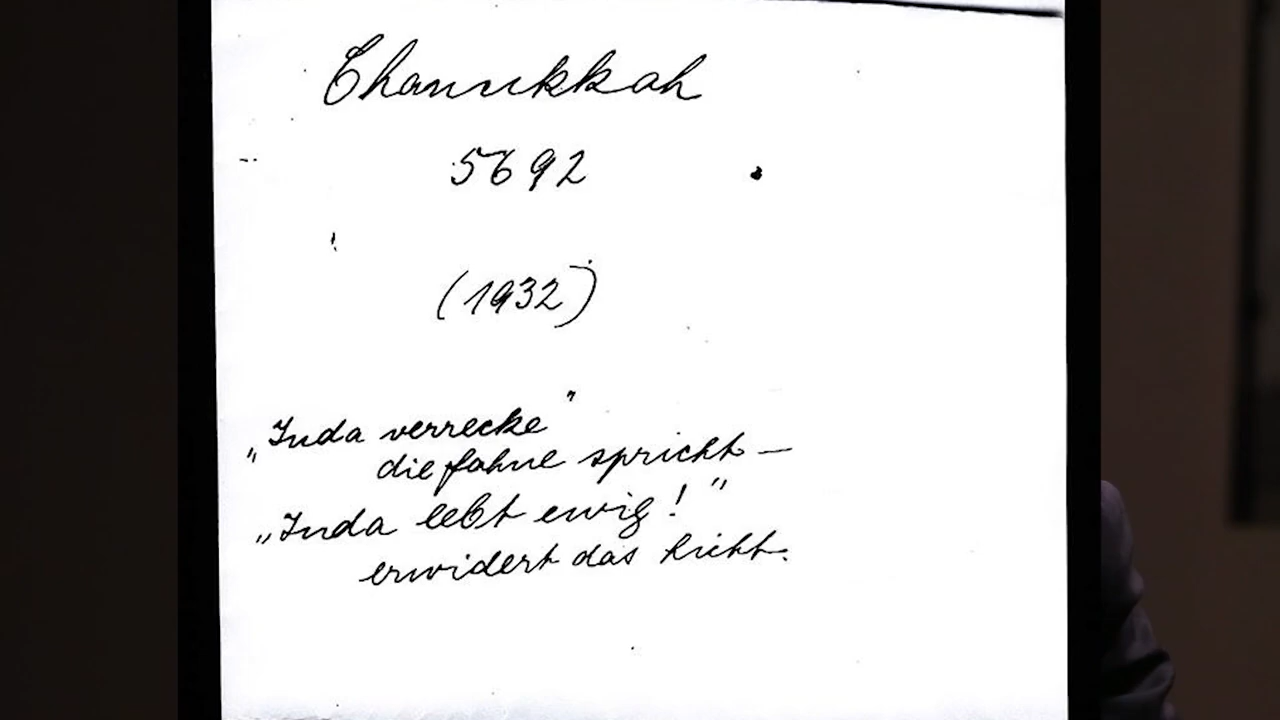 Chanukkah
5692
(1932)
„Juda verrecke"
die Fahne spricht –
„Juda lebt ewig!"
erwidert das Licht.